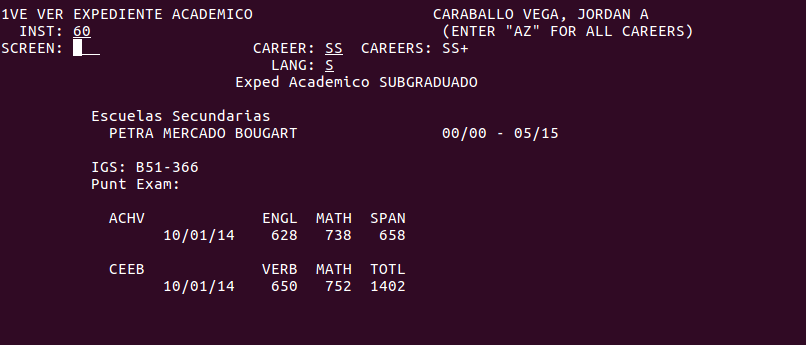 1VE VER EXPEDIENTE ACADEMICO CARABALLO VEGA, JORDAN A
INST: 60 (ENTER "AZ" FOR ALL CAREERS)
SCREEN: CAREER: SS CAREERS: SS+
LANG: S
Exped Academico SUBGRADUADO
Escuelas Secundarias
PETRA MERCADO BOUGART 00/00 - 05/15
IGS: B51-366
Punt Exam:
ACHV ENGL MATH SPAN
10/01/14 628 738 658
CEEB VERB MATH TOTL
10/01/14 650 752 1402